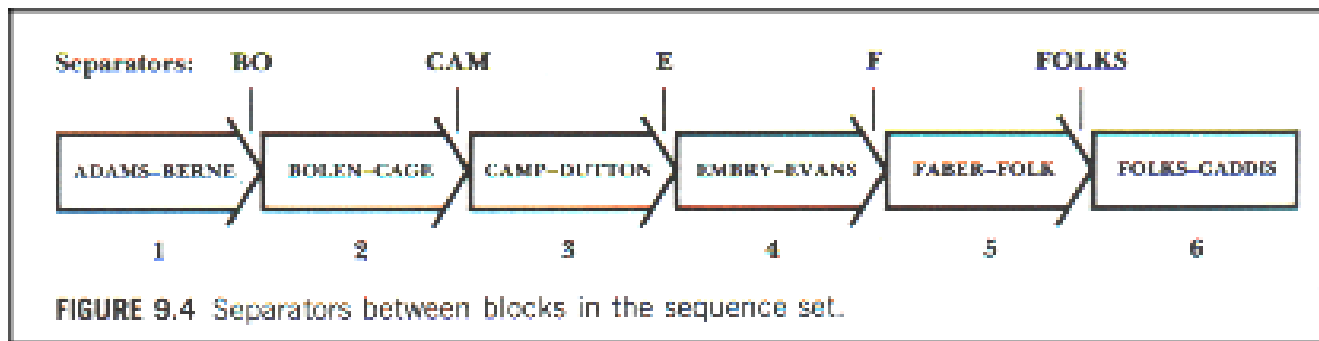 Separators: BO CAM E F FOLKS
ADAMS–BERNE BOLEN–CAGE CAMP–DUTTON EMBRY–EVANS FABER–FOLK FOLKS–GADDIS
1 2 3 4 5 6
FIGURE 9.4 Separators between blocks in the sequence set.